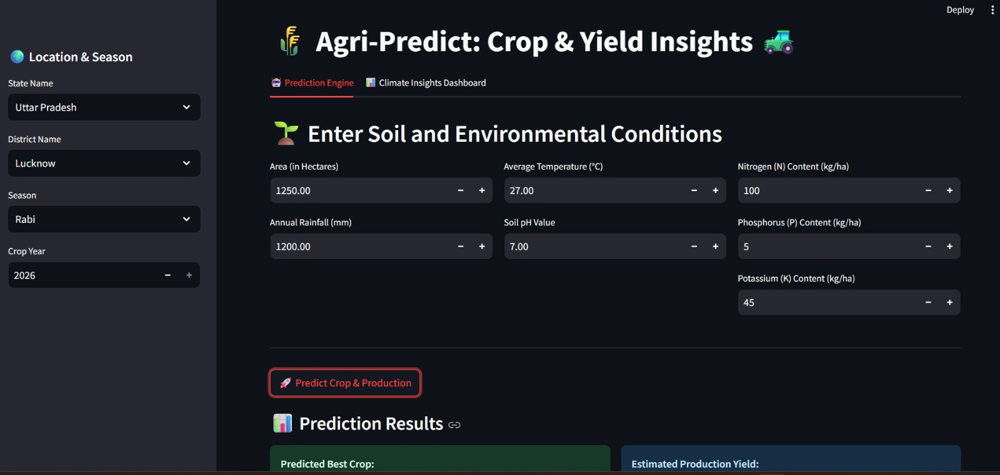 Deploy
Agri-Predict: Crop & Yield Insights
Location & Season
State Name
Uttar Pradesh
District Name
Lucknow
Season
Rabi
Crop Year
2026
Prediction Engine
Climate Insights Dashboard
Enter Soil and Environmental Conditions
Area (in Hectares)
1250.00
Annual Rainfall (mm)
1200.00
Average Temperature (°C)
27.00
Soil pH Value
7.00
Nitrogen (N) Content (kg/ha)
100
Phosphorus (P) Content (kg/ha)
5
Potassium (K) Content (kg/ha)
45
Predict Crop & Production
Prediction Results
Predicted Best Crop:
Estimated Production Yield: